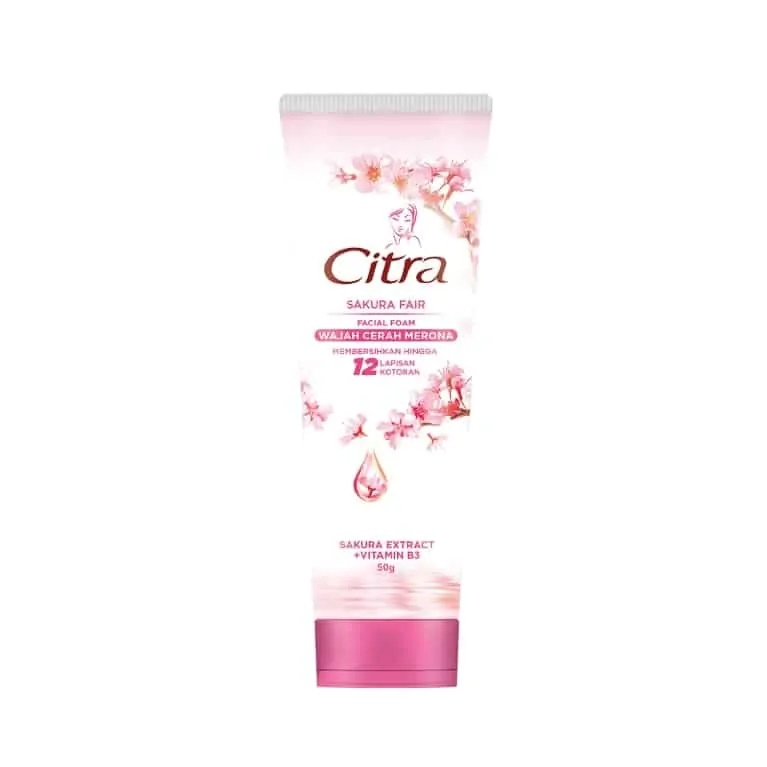 Citra
SAKURA FAIR
FACIAL FOAM
WAJAH CERAH MERONA
MEMBERSIHKAN HINGGA
12 LAPISAN
KOTORAN
SAKURA EXTRACT
+VITAMIN B3
50g